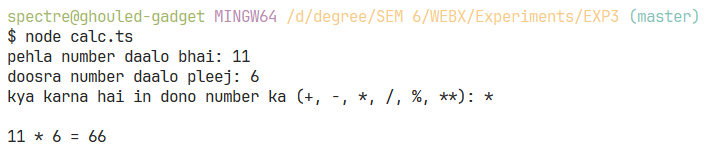 spectre@ghouled-gadget MINGW64 /d/degree/SEM 6/WEBX/Experiments/EXP3 (master)
$ node calc.ts
pehla number daalo bhai: 11
doosra number daalo pleej: 6
kya karna hai in dono number ka (+, -, *, /, %, **): *
11 * 6 = 66